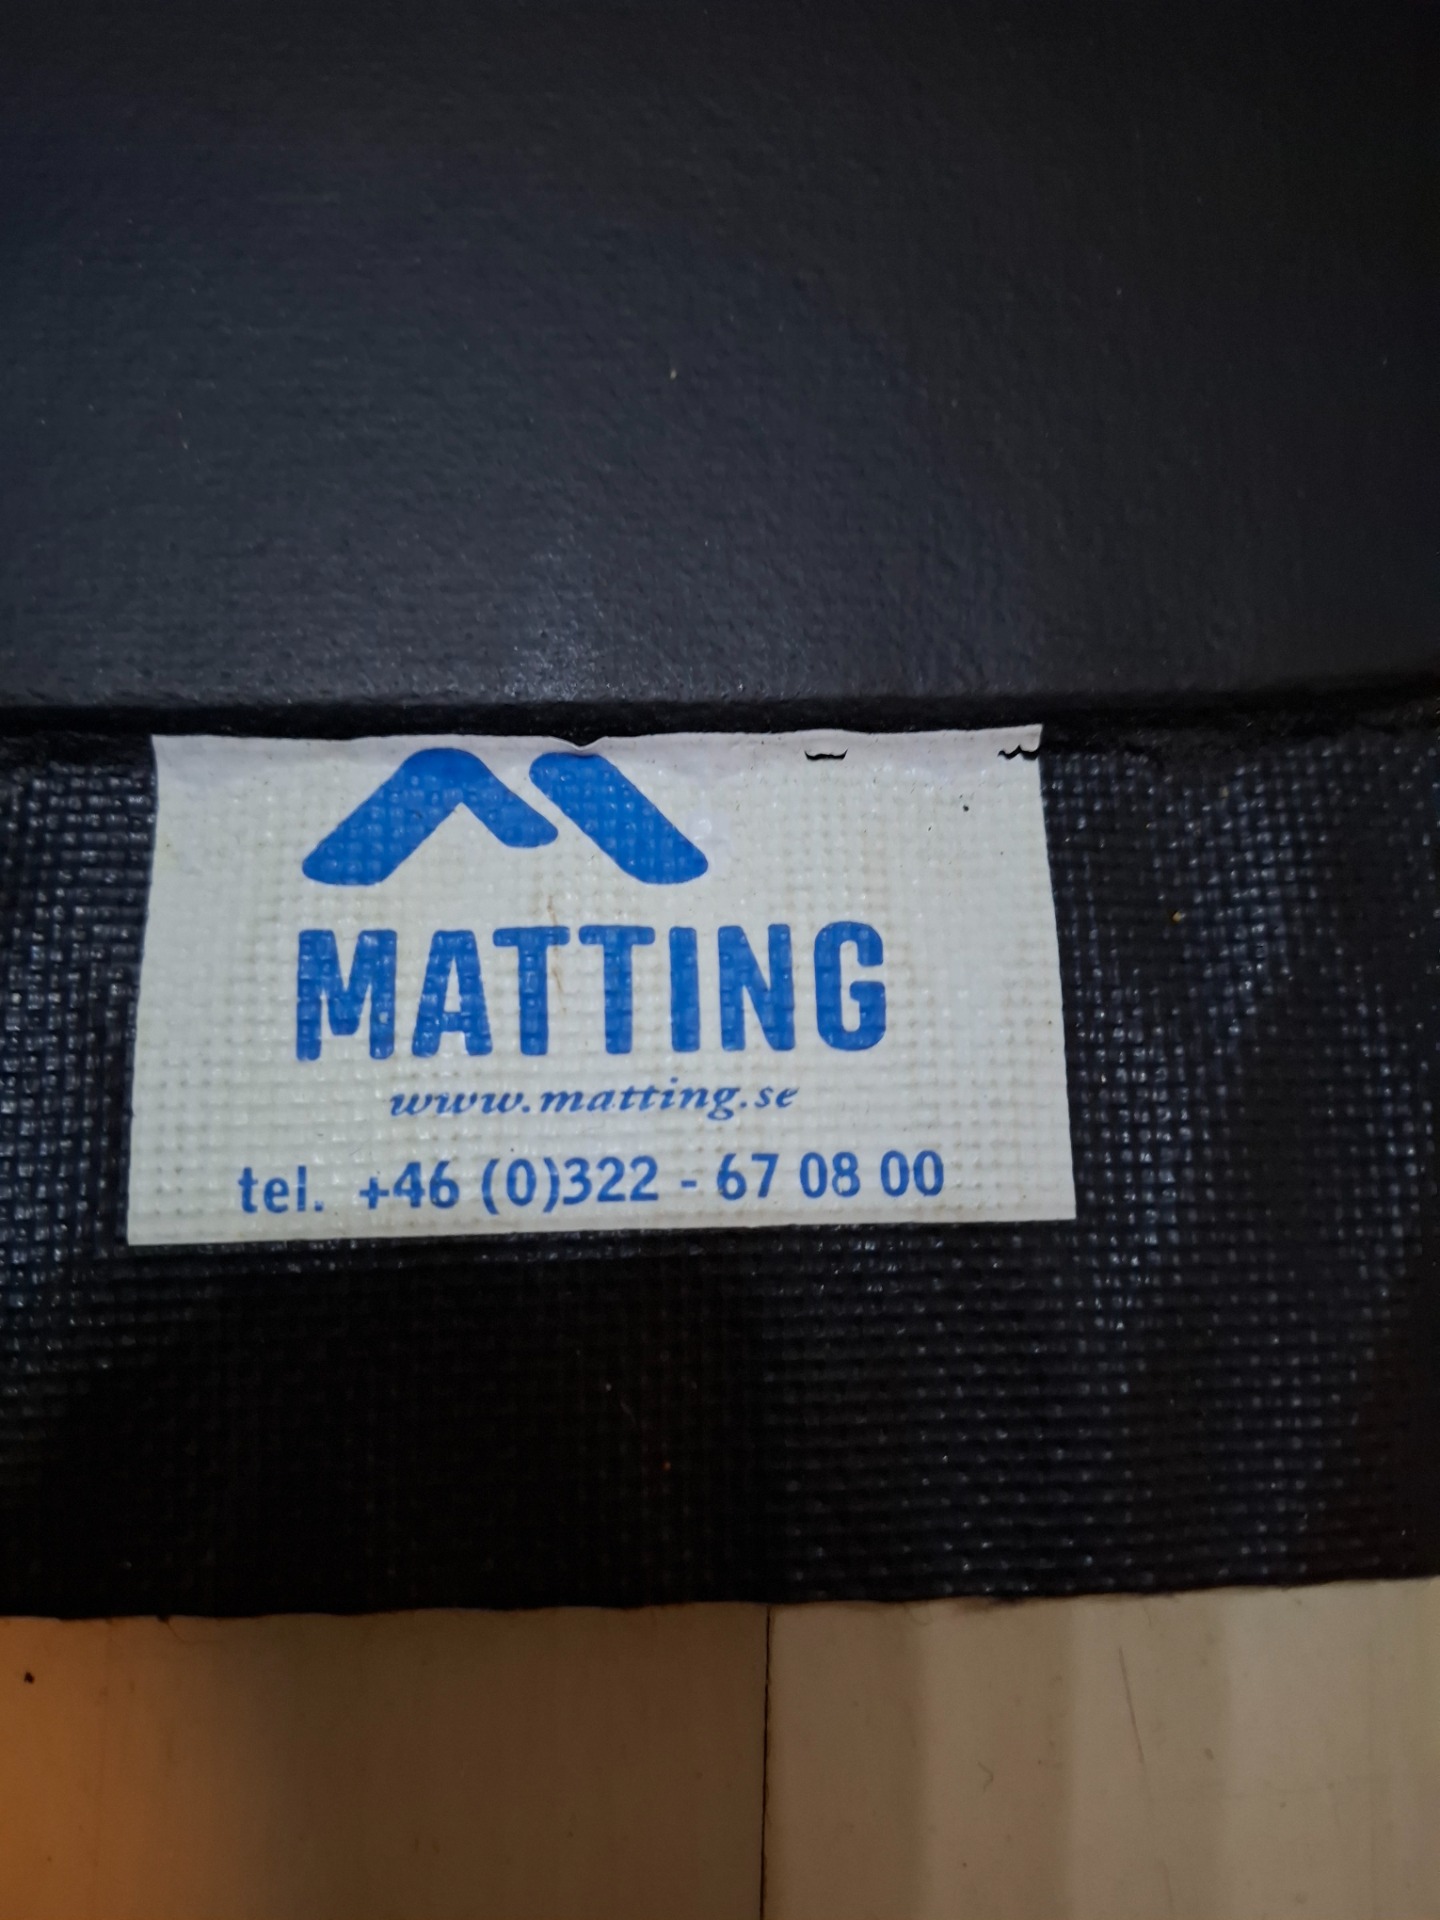 MATTING
www.matting.se
tel. +46 (0)322 - 67 08 00